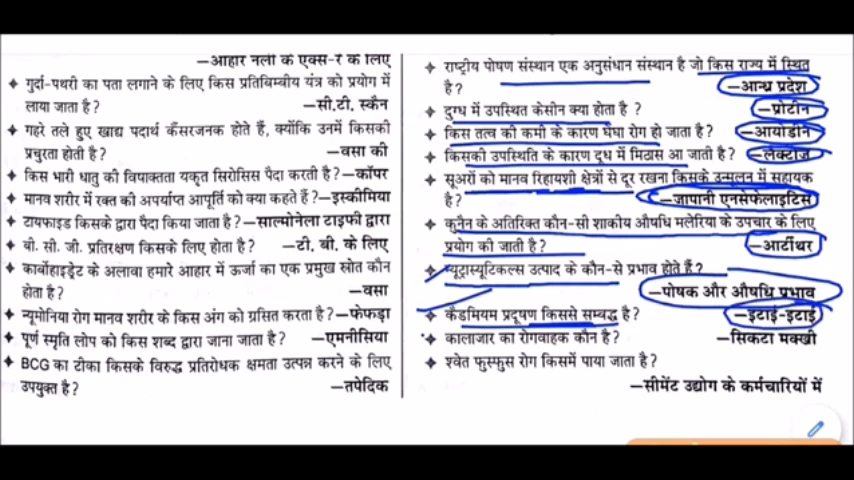 —आहार नली के एक्स-रे के लिए
✦ गुर्दा-पथरी का पता लगाने के लिए किस प्रतिबिम्बीय यंत्र को प्रयोग में
लाया जाता है? —सी.टी. स्कैन
✦ गहरे तले हुए खाद्य पदार्थ कैंसरजनक होते हैं, क्योंकि उनमें किसकी
प्रचुरता होती है? —वसा की
✦ किस भारी धातु की विषाक्तता यकृत सिरोसिस पैदा करती है? —कॉपर
✦ मानव शरीर में रक्त की अपर्याप्त आपूर्ति को क्या कहते हैं? —इस्कीमिया
✦ टायफाइड किसके द्वारा पैदा किया जाता है? —साल्मोनेला टाइफी द्वारा
✦ बी. सी. जी. प्रतिरक्षण किसके लिए होता है? —टी. बी. के लिए
✦ कार्बोहाइड्रेट के अलावा हमारे आहार में ऊर्जा का एक प्रमुख स्रोत कौन
होता है? —वसा
✦ न्यूमोनिया रोग मानव शरीर के किस अंग को ग्रसित करता है? —फेफड़ा
✦ पूर्ण स्मृति लोप को किस शब्द द्वारा जाना जाता है? —एमनीसिया
✦ BCG का टीका किसके विरुद्ध प्रतिरोधक क्षमता उत्पन्न करने के लिए
उपयुक्त है? —तपेदिक
✦ राष्ट्रीय पोषण संस्थान एक अनुसंधान संस्थान है जो किस राज्य में स्थित
है? —आन्ध्र प्रदेश
✦ दुग्ध में उपस्थित केसीन क्या होता है ? —प्रोटीन
✦ किस तत्व की कमी के कारण घेघा रोग हो जाता है? —आयोडीन
✦ किसकी उपस्थिति के कारण दूध में मिठास आ जाती है? —लैक्टोज
✦ सूअरों को मानव रिहायशी क्षेत्रों से दूर रखना किसके उन्मूलन में सहायक
है? —जापानी एनसेफेलाइटिस
✦ कुनैन के अतिरिक्त कौन-सी शाकीय औषधि मलेरिया के उपचार के लिए
प्रयोग की जाती है? —आर्टीथर
✦ न्यूट्रास्यूटिकल्स उत्पाद के कौन-से प्रभाव होते हैं?
—पोषक और औषधि प्रभाव
✦ कैडमियम प्रदूषण किससे सम्बद्ध है? —इटाई-इटाई
✦ कालाजार का रोगवाहक कौन है? —सिकटा मक्खी
✦ श्वेत फुस्फुस रोग किसमें पाया जाता है?
—सीमेंट उद्योग के कर्मचारियों में